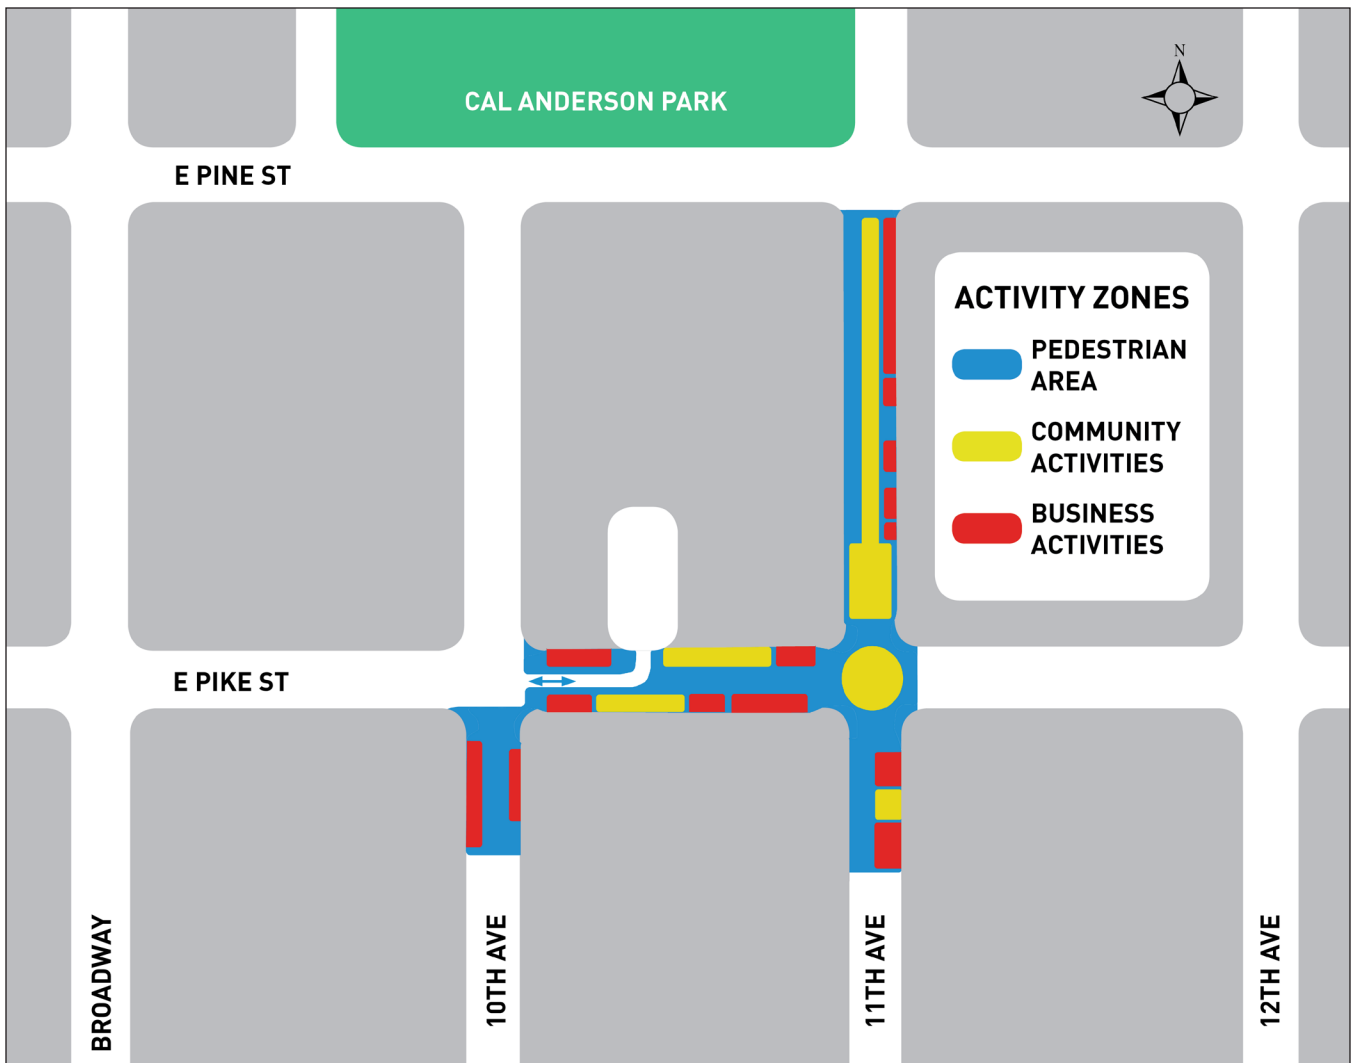 N
CAL ANDERSON PARK
E PINE ST
ACTIVITY ZONES
PEDESTRIAN
AREA
COMMUNITY
ACTIVITIES
BUSINESS
ACTIVITIES
E PIKE ST
BROADWAY
10TH AVE
11TH AVE
12TH AVE